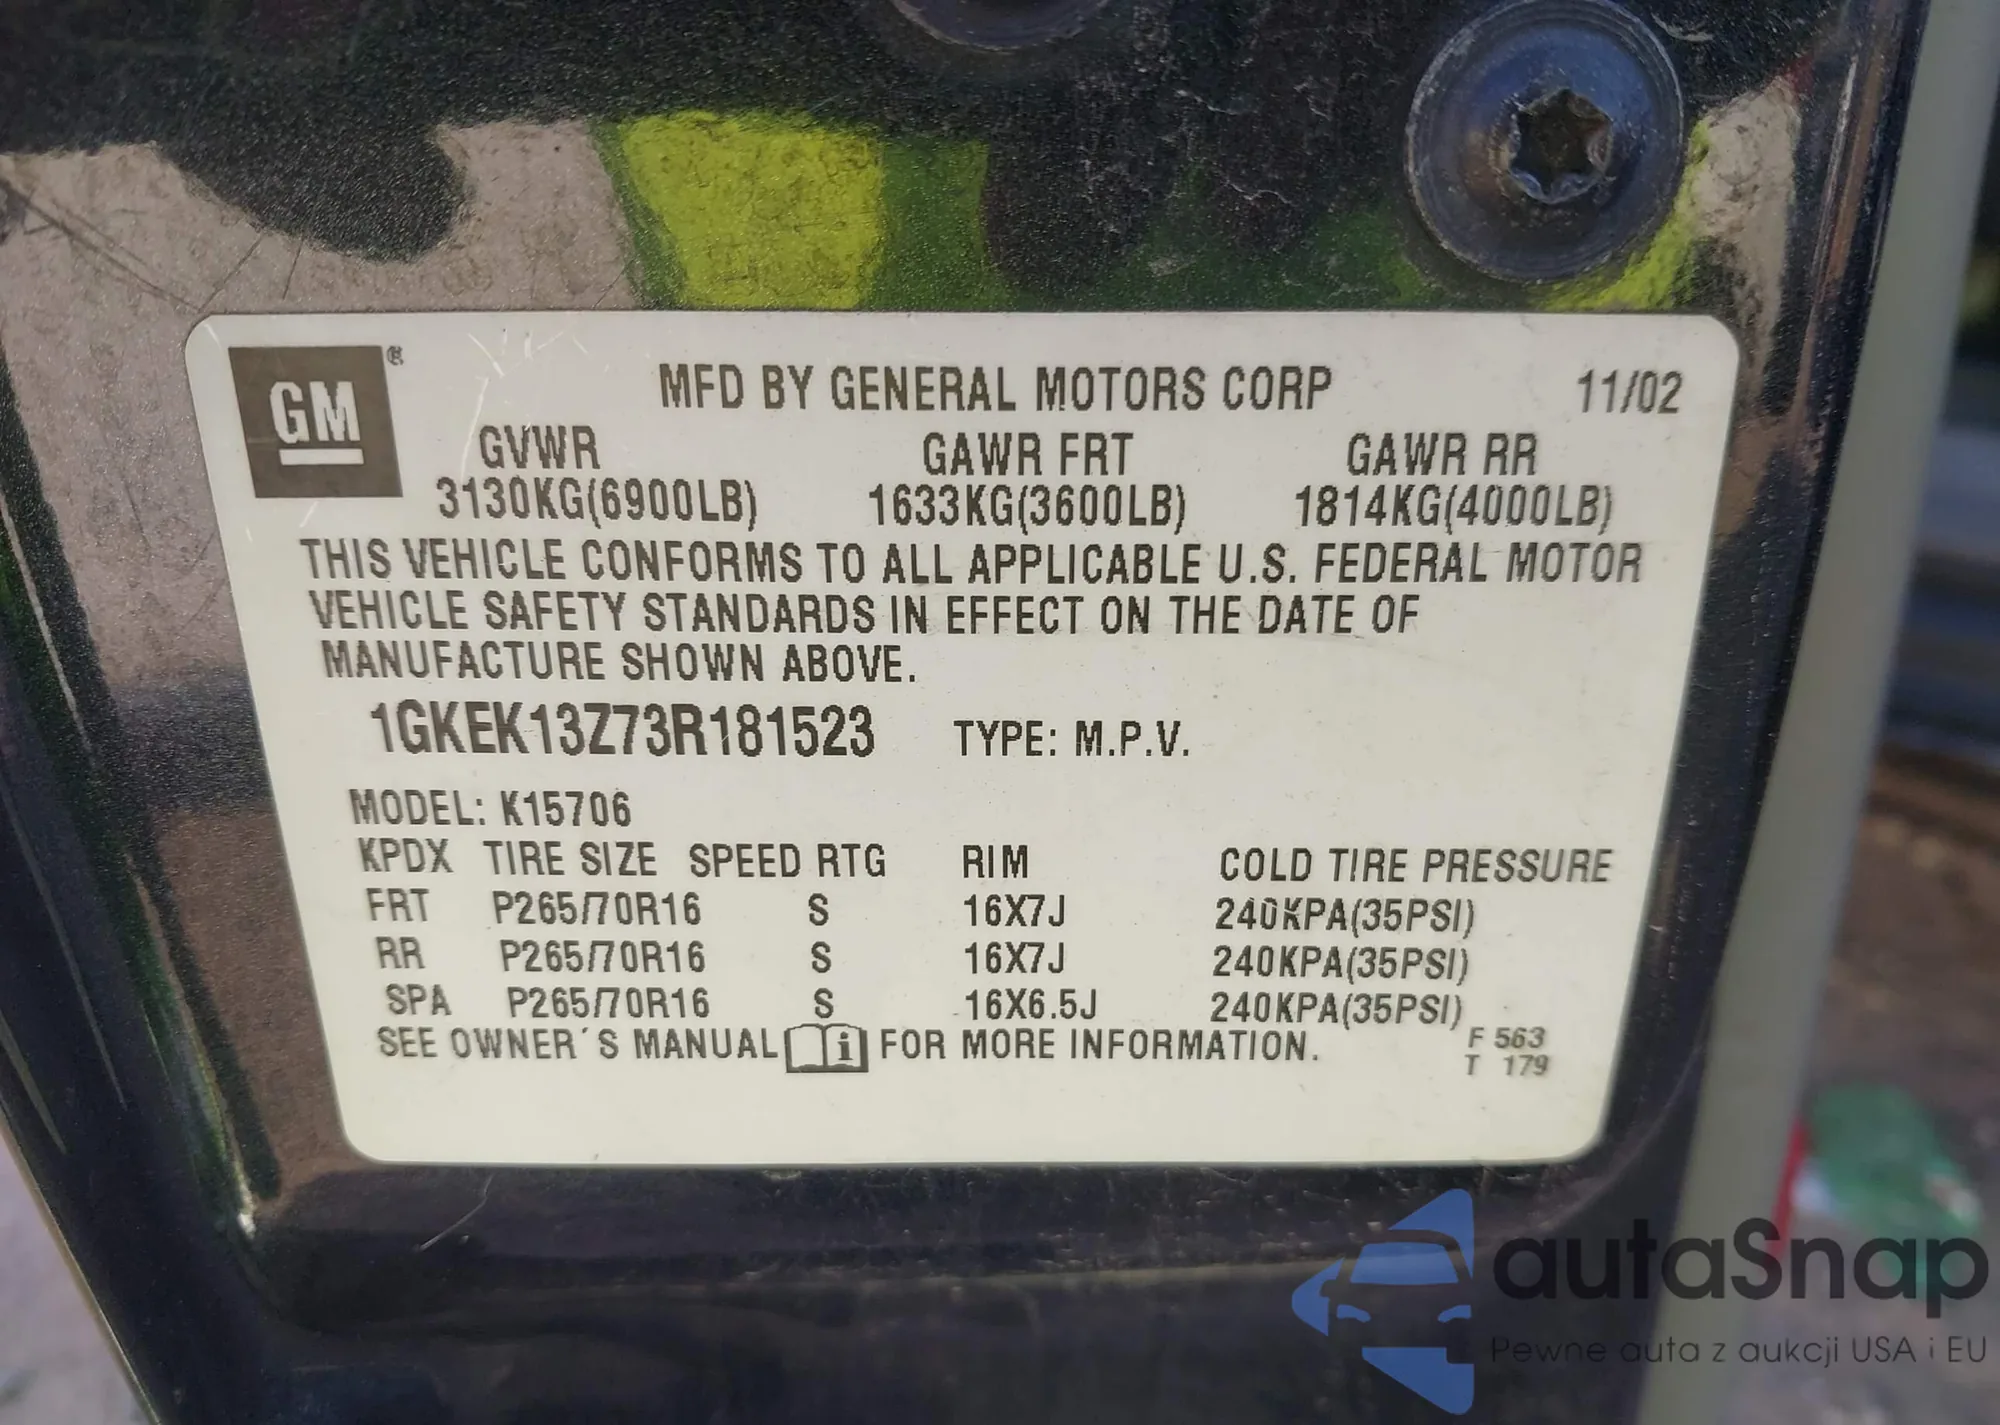 GM ®
MFD BY GENERAL MOTORS CORP 11/02
GVWR GAWR FRT GAWR RR
3130KG(6900LB) 1633KG(3600LB) 1814KG(4000LB)
THIS VEHICLE CONFORMS TO ALL APPLICABLE U.S. FEDERAL MOTOR
VEHICLE SAFETY STANDARDS IN EFFECT ON THE DATE OF
MANUFACTURE SHOWN ABOVE.
1GKEK13Z73R181523 TYPE: M.P.V.
MODEL: K15706
KPDX TIRE SIZE SPEED RTG RIM COLD TIRE PRESSURE
FRT P265/70R16 S 16X7J 240KPA(35PSI)
RR P265/70R16 S 16X7J 240KPA(35PSI)
SPA P265/70R16 S 16X6.5J 240KPA(35PSI)
SEE OWNER´S MANUAL i FOR MORE INFORMATION.
F 563
T 179
autaSnap
Pewne auta z aukcji USA i EU